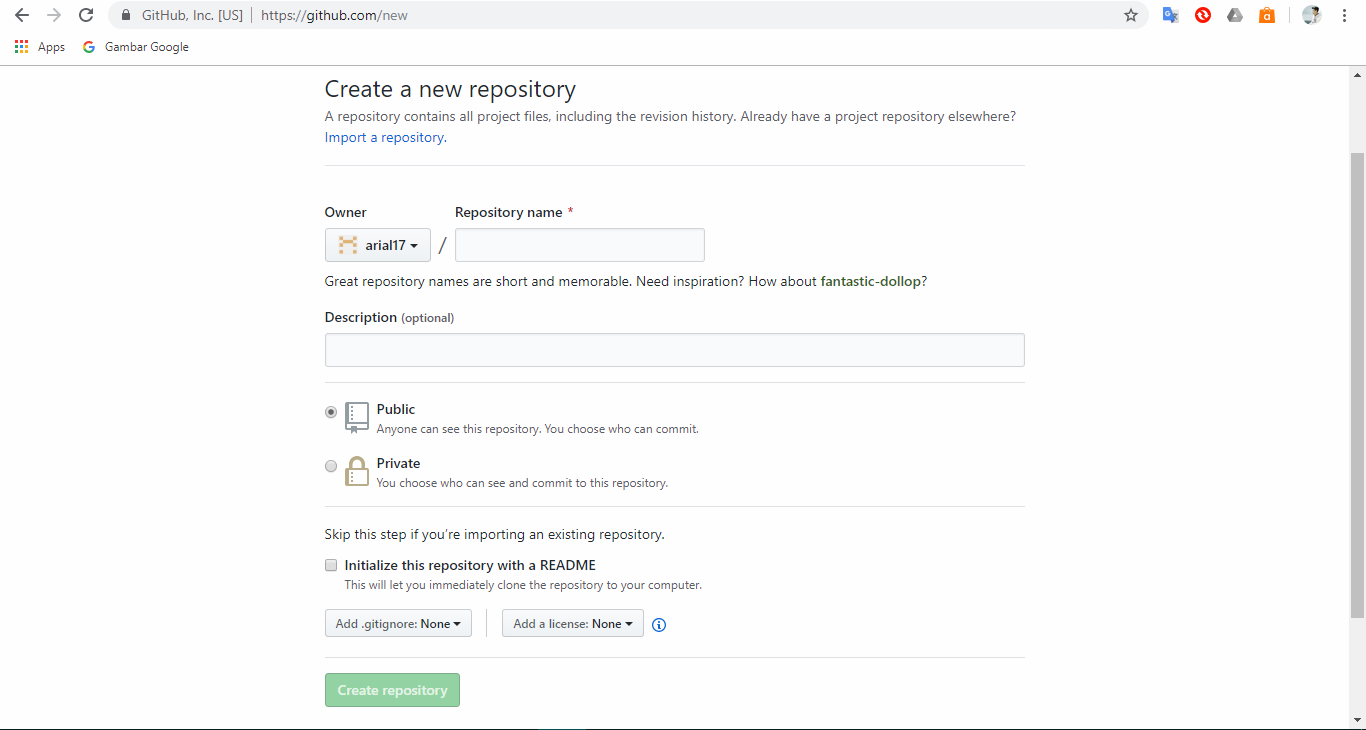 GitHub, Inc. [US] | https://github.com/new
Apps Gambar Google
Create a new repository
A repository contains all project files, including the revision history. Already have a project repository elsewhere?
Import a repository.
Owner Repository name *
arial17 /
Great repository names are short and memorable. Need inspiration? How about fantastic-dollop?
Description (optional)
Public
Anyone can see this repository. You choose who can commit.
Private
You choose who can see and commit to this repository.
Skip this step if you’re importing an existing repository.
Initialize this repository with a README
This will let you immediately clone the repository to your computer.
Add .gitignore: None Add a license: None
Create repository